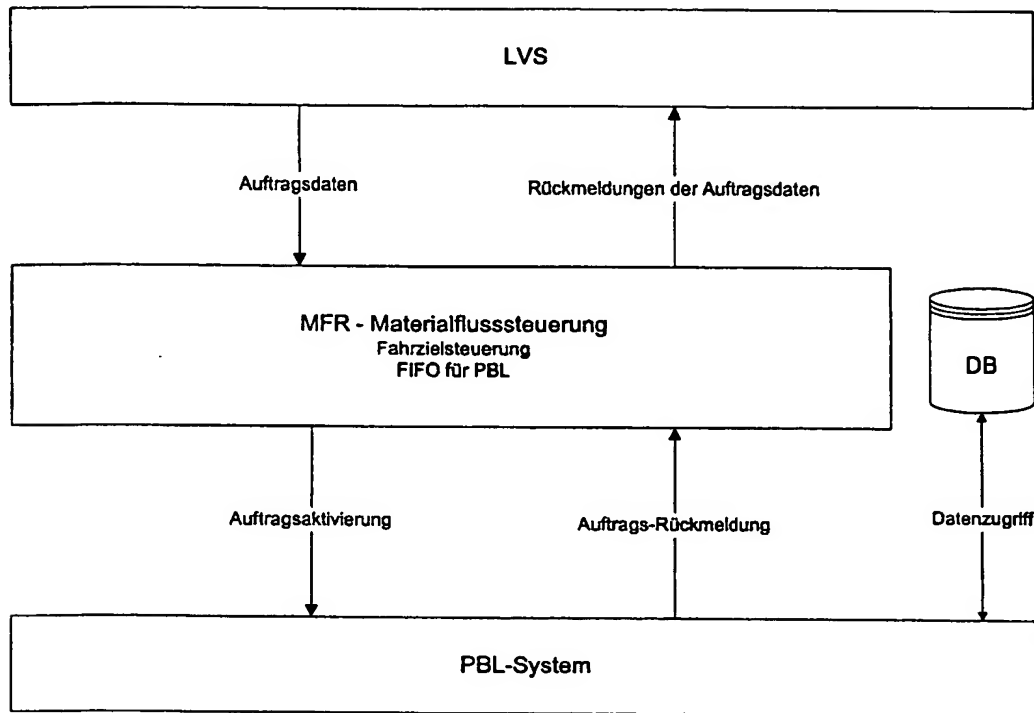 LVS
Auftragsdaten
Rückmeldungen der Auftragsdaten
MFR - Materialflusssteuerung
Fahrzielsteuerung
FIFO für PBL
DB
Auftragsaktivierung
Auftrags-Rückmeldung
Datenzugriff
PBL-System